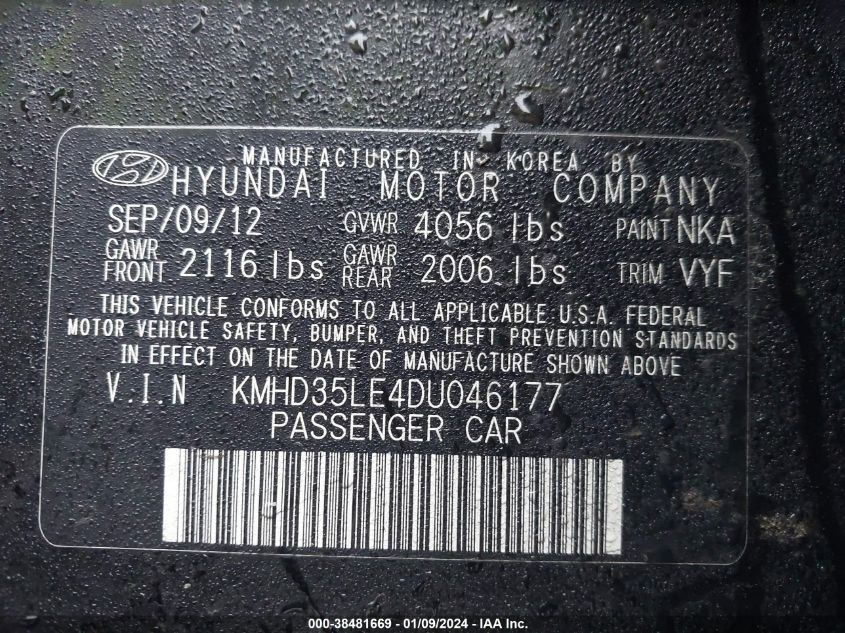 MANUFACTURED IN KOREA BY
HYUNDAI MOTOR COMPANY
SEP/09/12 GVWR 4056 lbs PAINT NKA
GAWR FRONT 2116 lbs GAWR REAR 2006 lbs TRIM VYF
THIS VEHICLE CONFORMS TO ALL APPLICABLE U.S.A. FEDERAL
MOTOR VEHICLE SAFETY, BUMPER, AND THEFT PREVENTION STANDARDS
IN EFFECT ON THE DATE OF MANUFACTURE SHOWN ABOVE
V.I.N KMHD35LE4DU046177
PASSENGER CAR
000-38481669 - 01/09/2024 - IAA Inc.